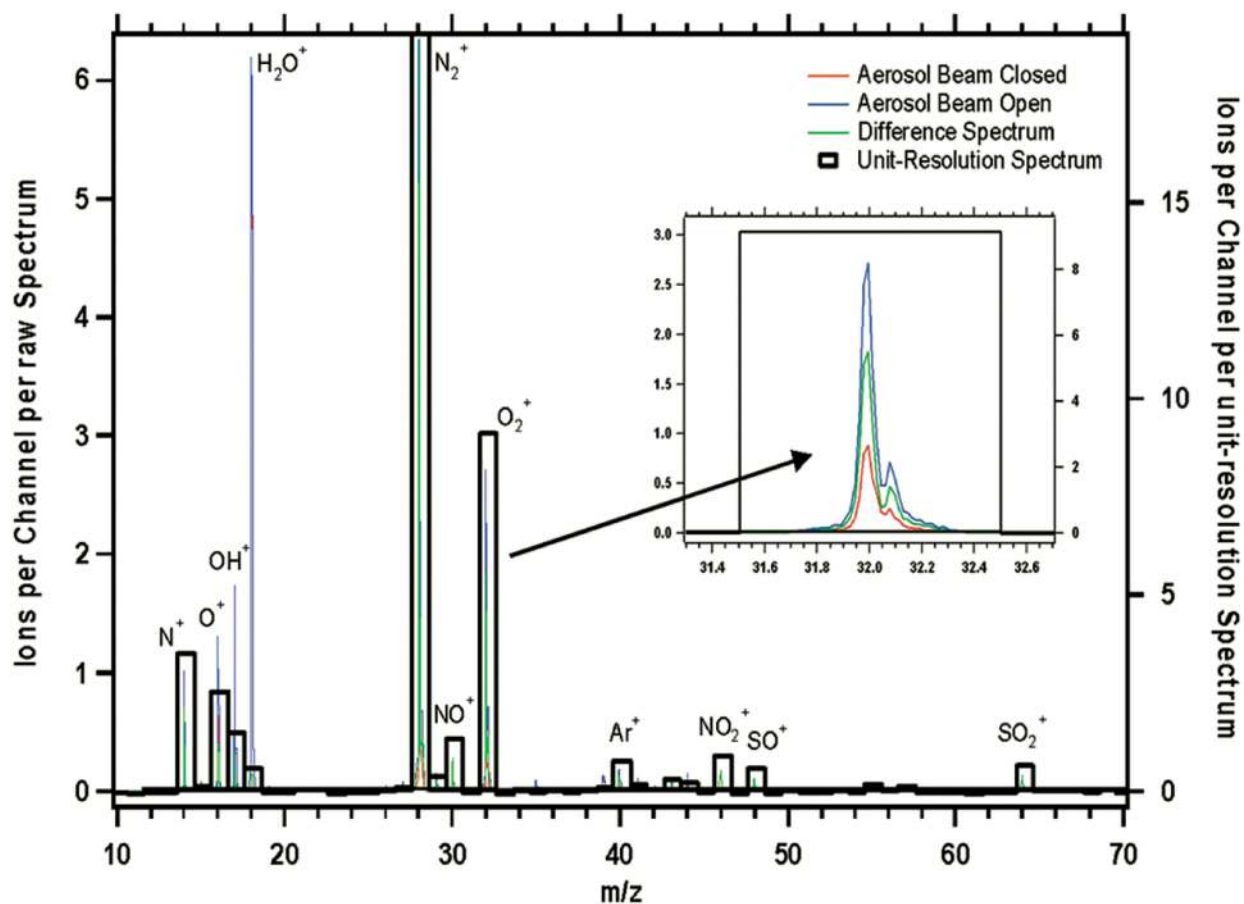 Ions per Channel per raw Spectrum
6
5
4
3
2
1
0
H₂O⁺
N₂⁺
O₂⁺
OH⁺
O⁺
N⁺
NO⁺
Ar⁺
NO₂⁺
SO⁺
SO₂⁺
Aerosol Beam Closed
Aerosol Beam Open
Difference Spectrum
Unit-Resolution Spectrum
3.0
2.5
2.0
1.5
1.0
0.5
0.0
8
6
4
2
0
31.4 31.6 31.8 32.0 32.2 32.4 32.6
15
10
5
0
Ions per Channel per unit-resolution Spectrum
10 20 30 40 50 60 70
m/z